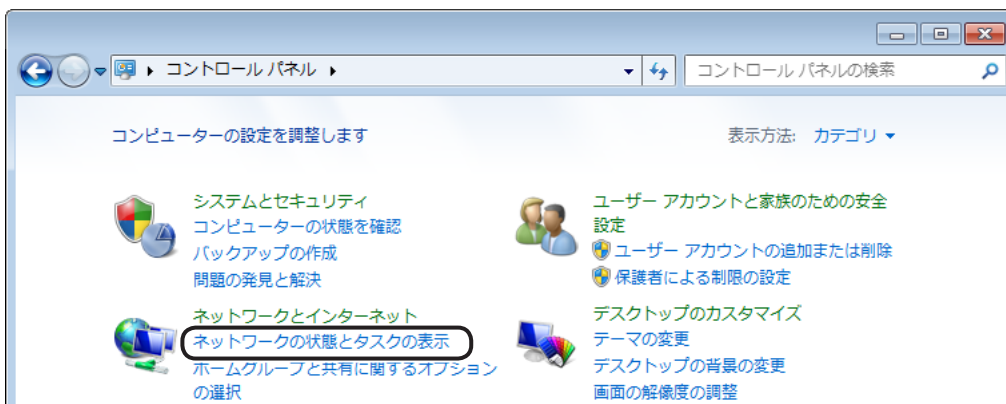 コントロール パネル
コントロール パネルの検索
コンピューターの設定を調整します
表示方法: カテゴリ
システムとセキュリティ
コンピューターの状態を確認
バックアップの作成
問題の発見と解決
ネットワークとインターネット
ネットワークの状態とタスクの表示
ホームグループと共有に関するオプション
の選択
ユーザー アカウントと家族のための安全
設定
ユーザー アカウントの追加または削除
保護者による制限の設定
デスクトップのカスタマイズ
テーマの変更
デスクトップの背景の変更
画面の解像度の調整